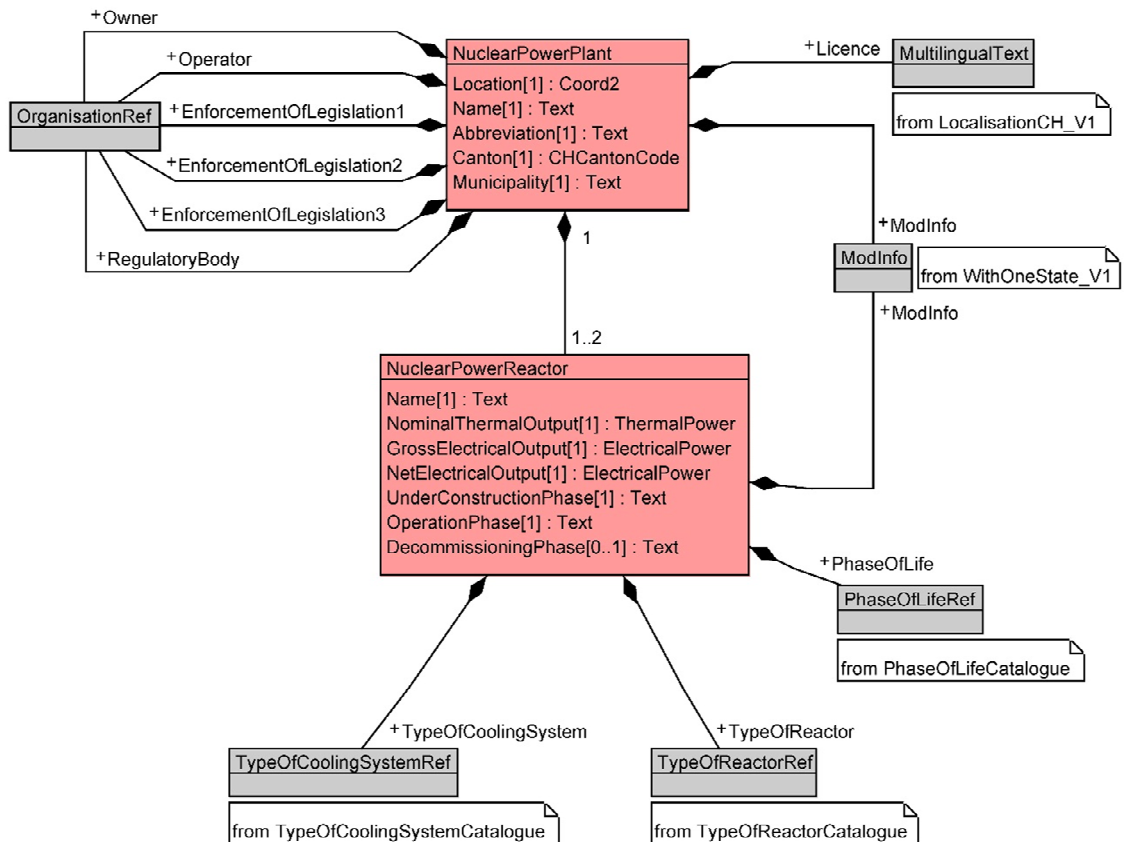 +Owner
NuclearPowerPlant
+Licence
MultilingualText
+Operator
Location[1] : Coord2
OrganisationRef
+EnforcementOfLegislation1
Name[1] : Text
from LocalisationCH_V1
Abbreviation[1] : Text
+EnforcementOfLegislation2
Canton[1] : CHCantonCode
Municipality[1] : Text
+EnforcementOfLegislation3
+RegulatoryBody
1
+ModInfo
ModInfo
from WithOneState_V1
+ModInfo
1..2
NuclearPowerReactor
Name[1] : Text
NominalThermalOutput[1] : ThermalPower
GrossElectricalOutput[1] : ElectricalPower
NetElectricalOutput[1] : ElectricalPower
UnderConstructionPhase[1] : Text
OperationPhase[1] : Text
DecommissioningPhase[0..1] : Text
+PhaseOfLife
PhaseOfLifeRef
from PhaseOfLifeCatalogue
+TypeOfCoolingSystem
+TypeOfReactor
TypeOfCoolingSystemRef
TypeOfReactorRef
from TypeOfCoolingSystemCatalogue
from TypeOfReactorCatalogue